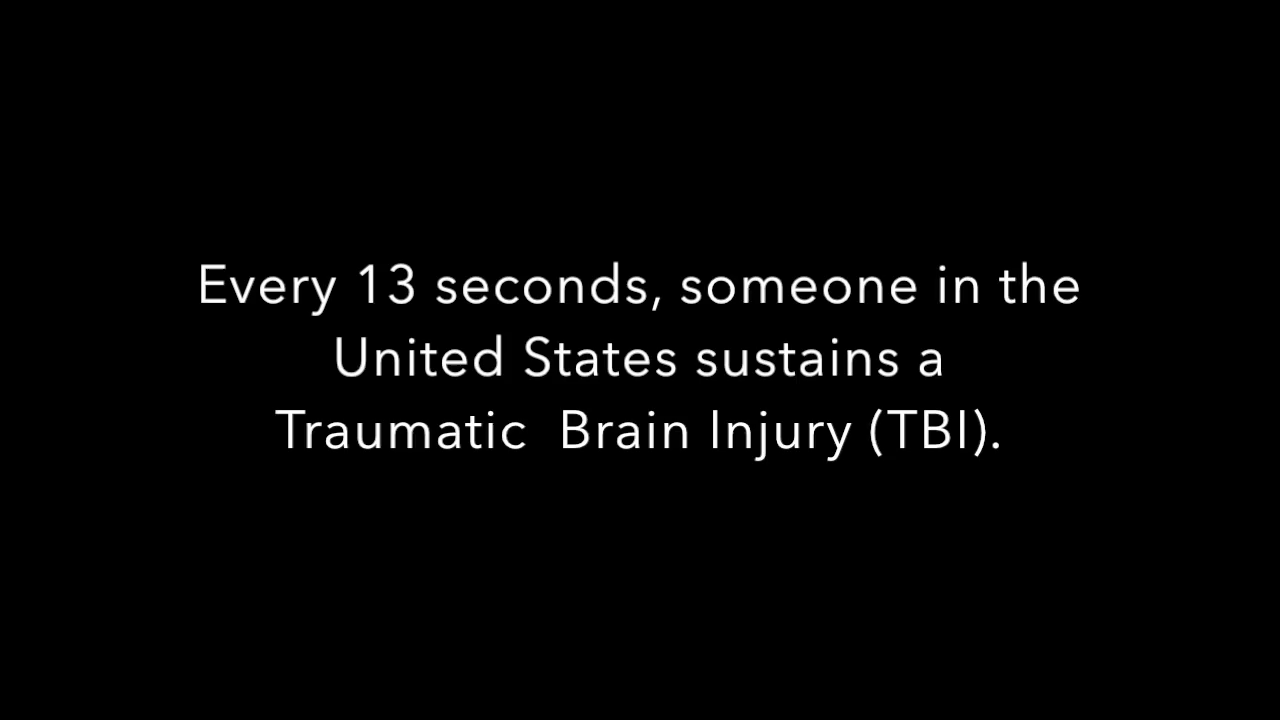 Every 13 seconds, someone in the
United States sustains a
Traumatic  Brain Injury (TBI).